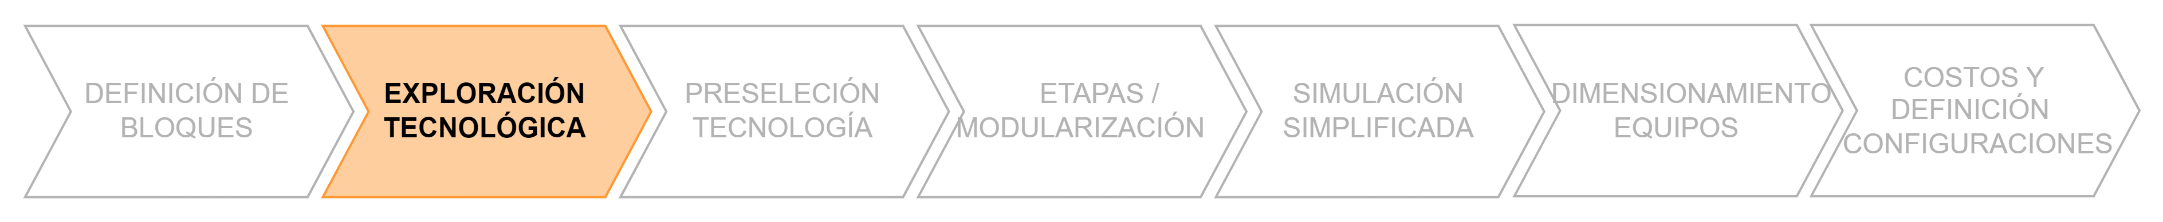 DEFINICIÓN DE
BLOQUES
EXPLORACIÓN
TECNOLÓGICA
PRESELECIÓN
TECNOLOGÍA
ETAPAS /
MODULARIZACIÓN
SIMULACIÓN
SIMPLIFICADA
DIMENSIONAMIENTO
EQUIPOS
COSTOS Y
DEFINICIÓN
CONFIGURACIONES